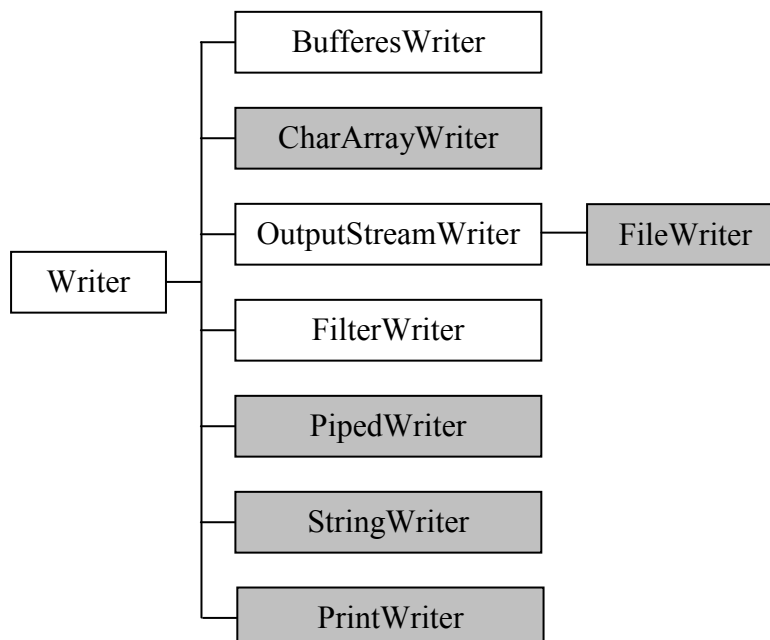 BufferesWriter
CharArrayWriter
OutputStreamWriter
FileWriter
Writer
FilterWriter
PipedWriter
StringWriter
PrintWriter